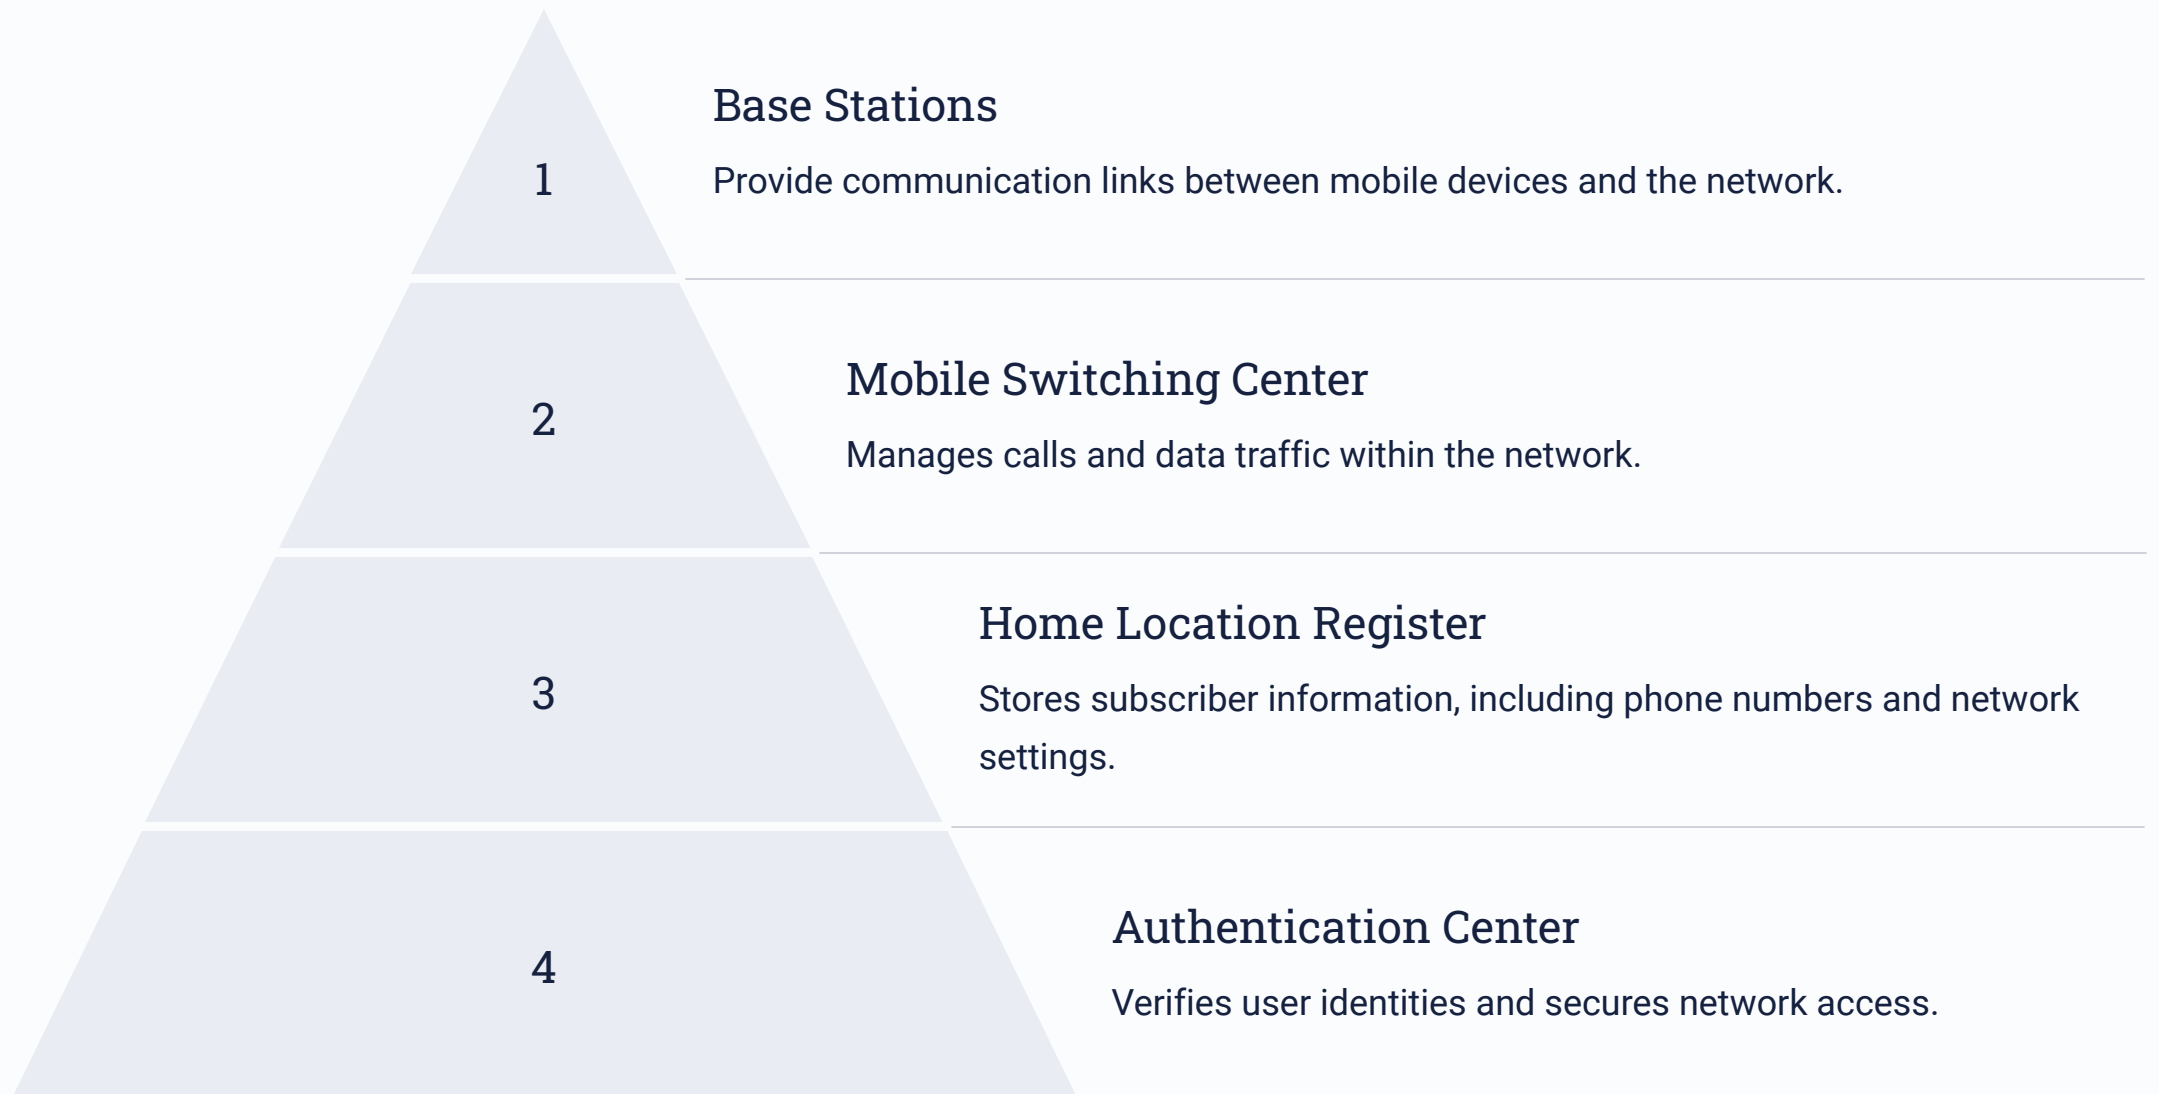 1
Base Stations
Provide communication links between mobile devices and the network.
2
Mobile Switching Center
Manages calls and data traffic within the network.
3
Home Location Register
Stores subscriber information, including phone numbers and network
settings.
4
Authentication Center
Verifies user identities and secures network access.